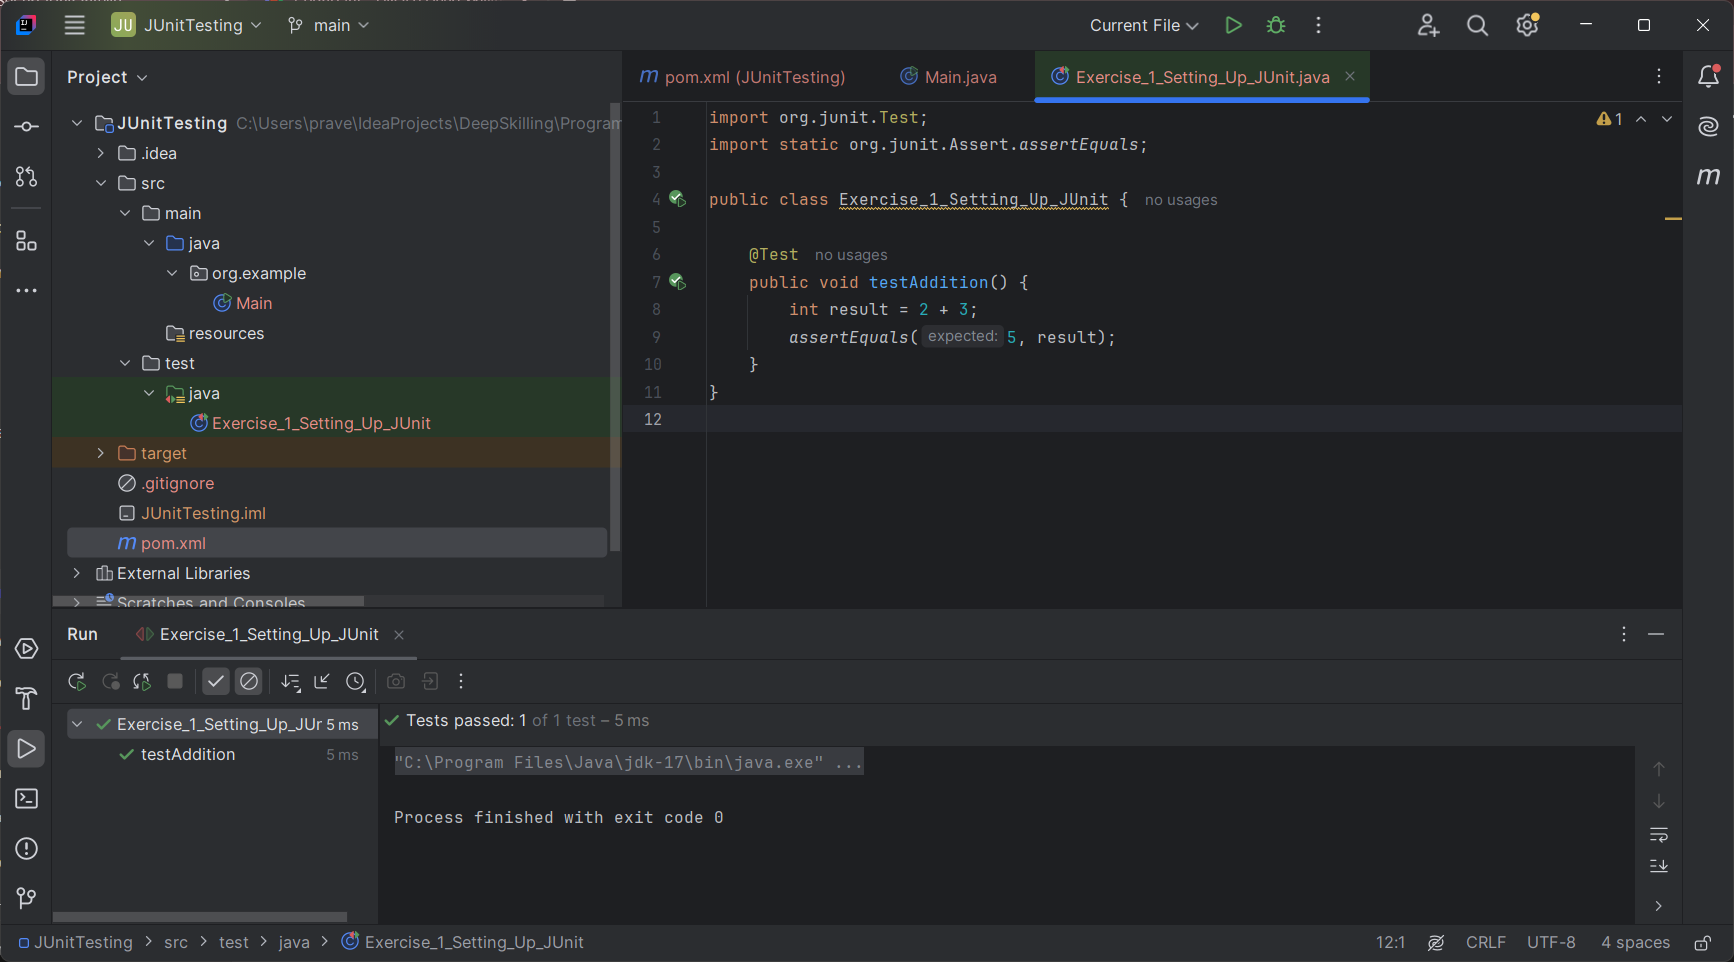 JU JUnitTesting main Current File
Project
pom.xml (JUnitTesting) Main.java Exercise_1_Setting_Up_JUnit.java
JUnitTesting C:\Users\prave\IdeaProjects\DeepSkilling\Program
.idea
src
main
java
org.example
Main
resources
test
java
Exercise_1_Setting_Up_JUnit
target
.gitignore
JUnitTesting.iml
pom.xml
External Libraries
Scratches and Consoles
1 import org.junit.Test;
2 import static org.junit.Assert.assertEquals;
3
4 public class Exercise_1_Setting_Up_JUnit { no usages
5
6 @Test no usages
7 public void testAddition() {
8 int result = 2 + 3;
9 assertEquals( expected: 5, result);
10 }
11 }
12
1
Run Exercise_1_Setting_Up_JUnit
Exercise_1_Setting_Up_JUr 5 ms
testAddition 5 ms
Tests passed: 1 of 1 test – 5 ms
"C:\Program Files\Java\jdk-17\bin\java.exe" ...
Process finished with exit code 0
JUnitTesting > src > test > java > Exercise_1_Setting_Up_JUnit
12:1 CRLF UTF-8 4 spaces